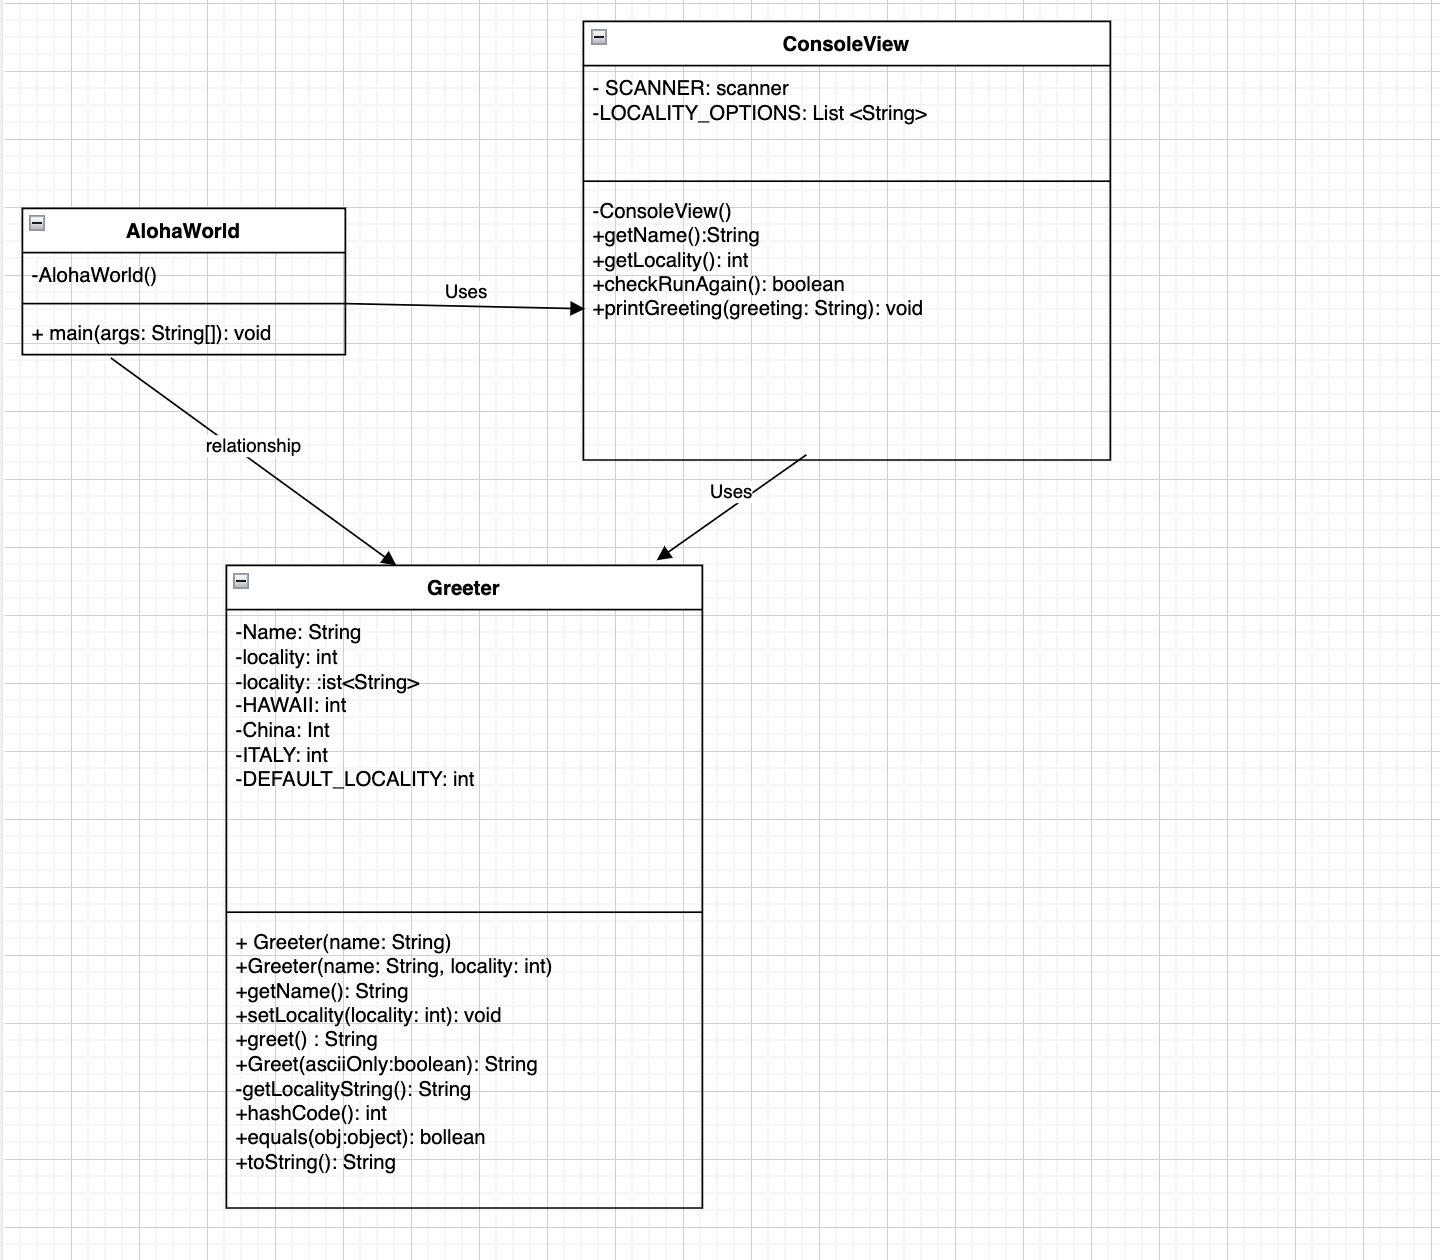 ConsoleView
- SCANNER: scanner
-LOCALITY_OPTIONS: List <String>
-ConsoleView()
+getName():String
+getLocality(): int
+checkRunAgain(): boolean
+printGreeting(greeting: String): void
AlohaWorld
-AlohaWorld()
+ main(args: String[]): void
Uses
relationship
Uses
Greeter
-Name: String
-locality: int
-locality: :ist<String>
-HAWAII: int
-China: Int
-ITALY: int
-DEFAULT_LOCALITY: int
+ Greeter(name: String)
+Greeter(name: String, locality: int)
+getName(): String
+setLocality(locality: int): void
+greet() : String
+Greet(asciiOnly:boolean): String
-getLocalityString(): String
+hashCode(): int
+equals(obj:object): bollean
+toString(): String